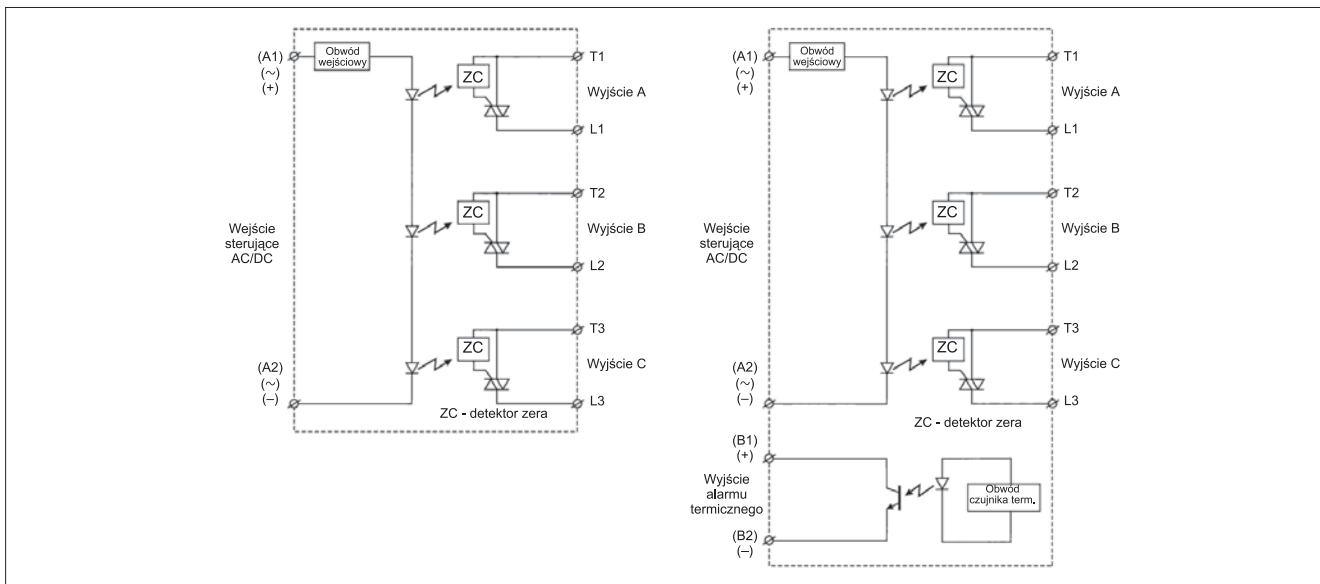 (A1)
(~)
(+)
Obwód
wejściowy
ZC
T1
Wyjście A
L1
Wejście
sterujące
AC/DC
ZC
T2
Wyjście B
L2
(A2)
(~)
(–)
ZC
T3
Wyjście C
L3
ZC - detektor zera
(A1)
(~)
(+)
Obwód
wejściowy
ZC
T1
Wyjście A
L1
Wejście
sterujące
AC/DC
ZC
T2
Wyjście B
L2
(A2)
(~)
(–)
ZC
T3
Wyjście C
L3
ZC - detektor zera
(B1)
(+)
Wyjście
alarmu
termicznego
(B2)
(–)
Obwód
czujnika term.